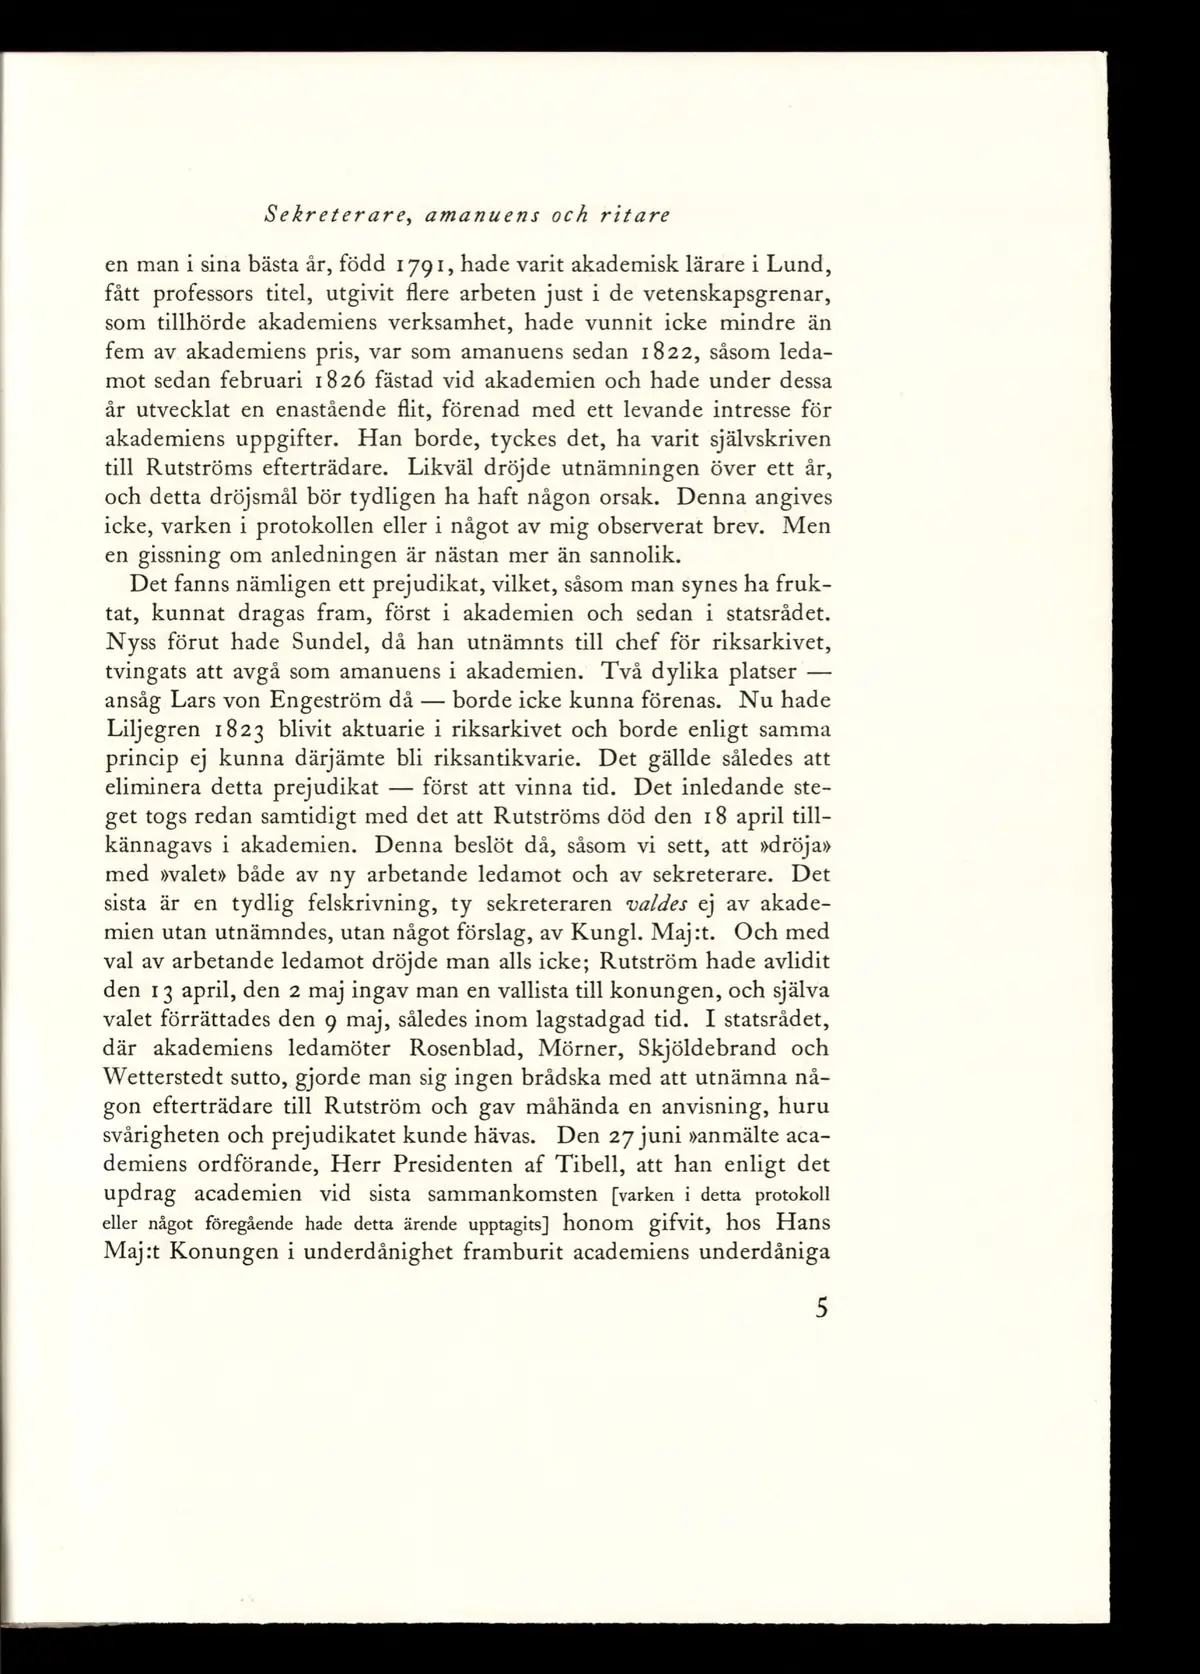 Sekreterare, amanuens och ritare
en man i sina bästa år, född 1791, hade varit akademisk lärare i Lund,
fått professors titel, utgivit flere arbeten just i de vetenskapsgrenar,
som tillhörde akademiens verksamhet, hade vunnit icke mindre än
fem av akademiens pris, var som amanuens sedan 1822, såsom leda-
mot sedan februari 1826 fästad vid akademien och hade under dessa
år utvecklat en enastående flit, förenad med ett levande intresse för
akademiens uppgifter. Han borde, tyckes det, ha varit självskriven
till Rutströms efterträdare. Likväl dröjde utnämningen över ett år,
och detta dröjsmål bör tydligen ha haft någon orsak. Denna angives
icke, varken i protokollen eller i något av mig observerat brev. Men
en gissning om anledningen är nästan mer än sannolik.
Det fanns nämligen ett prejudikat, vilket, såsom man synes ha fruk-
tat, kunnat dragas fram, först i akademien och sedan i statsrådet.
Nyss förut hade Sundel, då han utnämnts till chef för riksarkivet,
tvingats att avgå som amanuens i akademien. Två dylika platser —
ansåg Lars von Engeström då — borde icke kunna förenas. Nu hade
Liljegren 1823 blivit aktuarie i riksarkivet och borde enligt samma
princip ej kunna därjämte bli riksantikvarie. Det gällde således att
eliminera detta prejudikat — först att vinna tid. Det inledande ste-
get togs redan samtidigt med det att Rutströms död den 18 april till-
kännagavs i akademien. Denna beslöt då, såsom vi sett, att »dröja»
med »valet» både av ny arbetande ledamot och av sekreterare. Det
sista är en tydlig felskrivning, ty sekreteraren valdes ej av akade-
mien utan utnämndes, utan något förslag, av Kungl. Maj:t. Och med
val av arbetande ledamot dröjde man alls icke; Rutström hade avlidit
den 13 april, den 2 maj ingav man en vallista till konungen, och själva
valet förrättades den 9 maj, således inom lagstadgad tid. I statsrådet,
där akademiens ledamöter Rosenblad, Mörner, Skjöldebrand och
Wetterstedt sutto, gjorde man sig ingen brådska med att utnämna nå-
gon efterträdare till Rutström och gav måhända en anvisning, huru
svårigheten och prejudikatet kunde hävas. Den 27 juni »anmälte aca-
demiens ordförande, Herr Presidenten af Tibell, att han enligt det
updrag academien vid sista sammankomsten [varken i detta protokoll
eller något föregående hade detta ärende upptagits] honom gifvit, hos Hans
Maj:t Konungen i underdånighet framburit academiens underdåniga
5